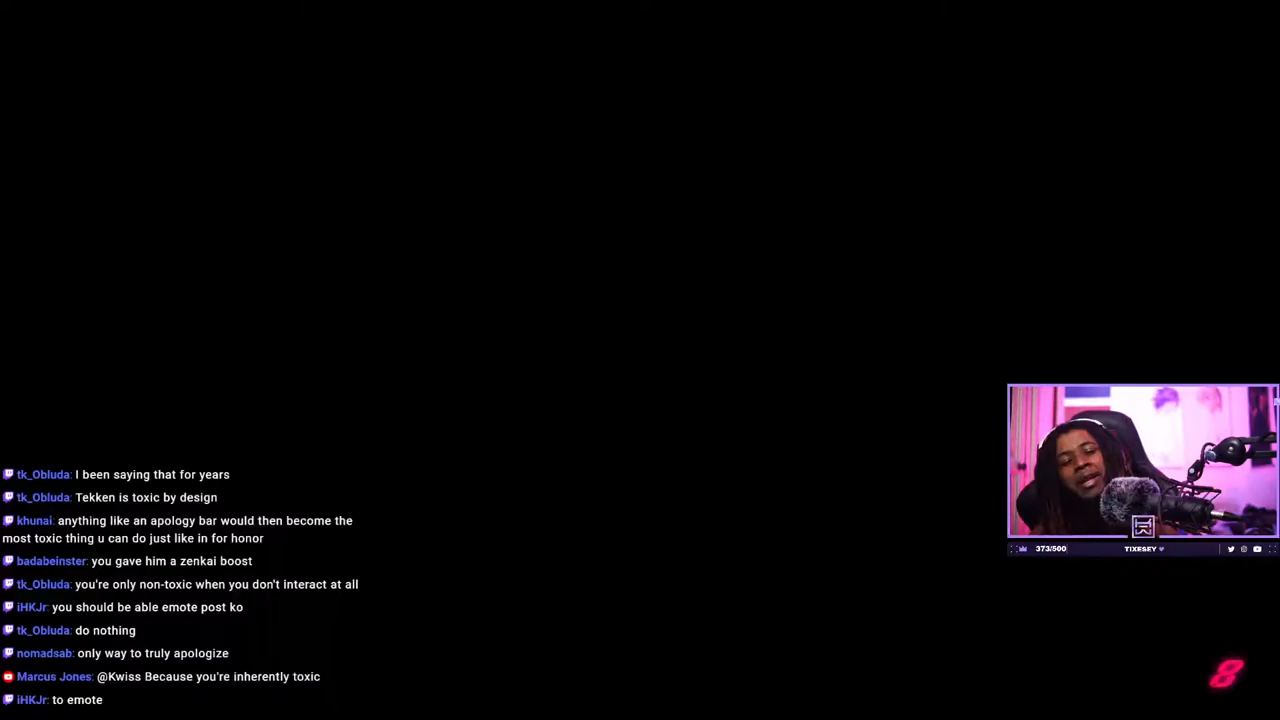 tk_Obluda: I been saying that for years
tk_Obluda: Tekken is toxic by design
khunai: anything like an apology bar would then become the
most toxic thing u can do just like in for honor
badabeinster: you gave him a zenkai boost
tk_Obluda: you're only non-toxic when you don't interact at all
iHKJr: you should be able emote post ko
tk_Obluda: do nothing
nomadsab: only way to truly apologize
Marcus Jones: @Kwiss Because you're inherently toxic
iHKJr: to emote
373/500
TIXESEY
8